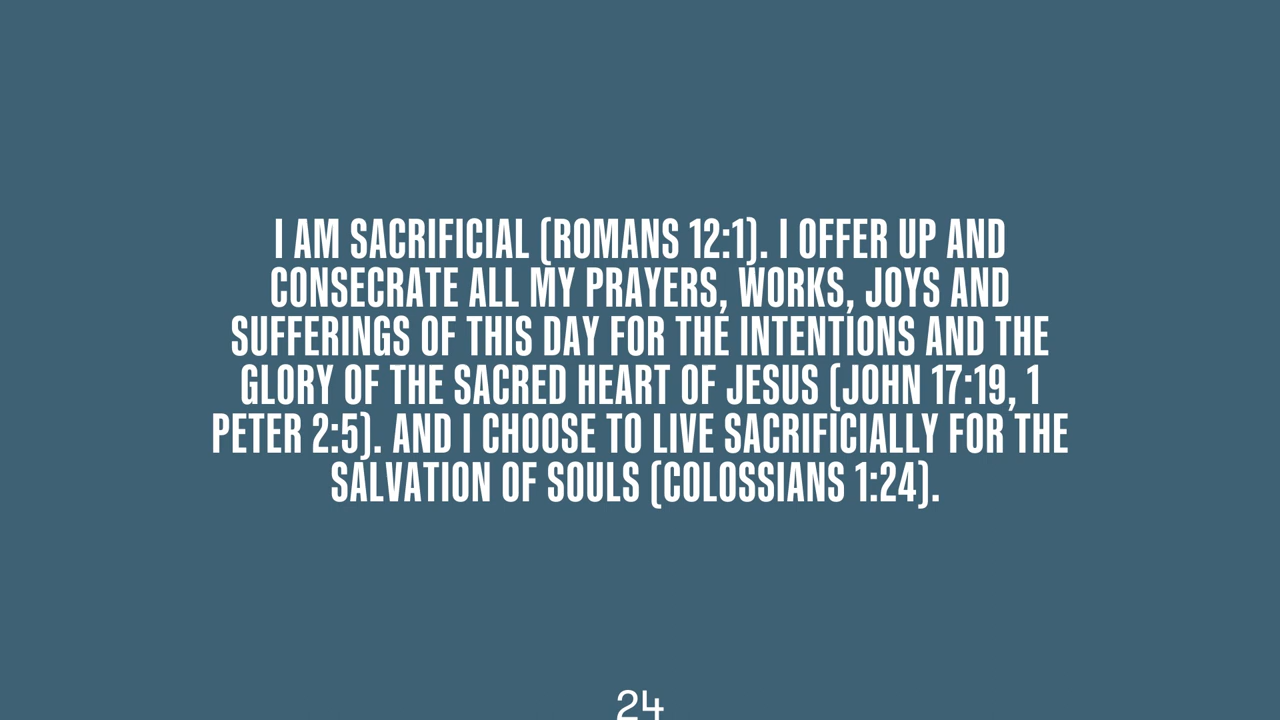 I AM SACRIFICIAL (ROMANS 12:1). I OFFER UP AND
CONSECRATE ALL MY PRAYERS, WORKS, JOYS AND
SUFFERINGS OF THIS DAY FOR THE INTENTIONS AND THE
GLORY OF THE SACRED HEART OF JESUS (JOHN 17:19, 1
PETER 2:5). AND I CHOOSE TO LIVE SACRIFICIALLY FOR THE
SALVATION OF SOULS (COLOSSIANS 1:24).
24